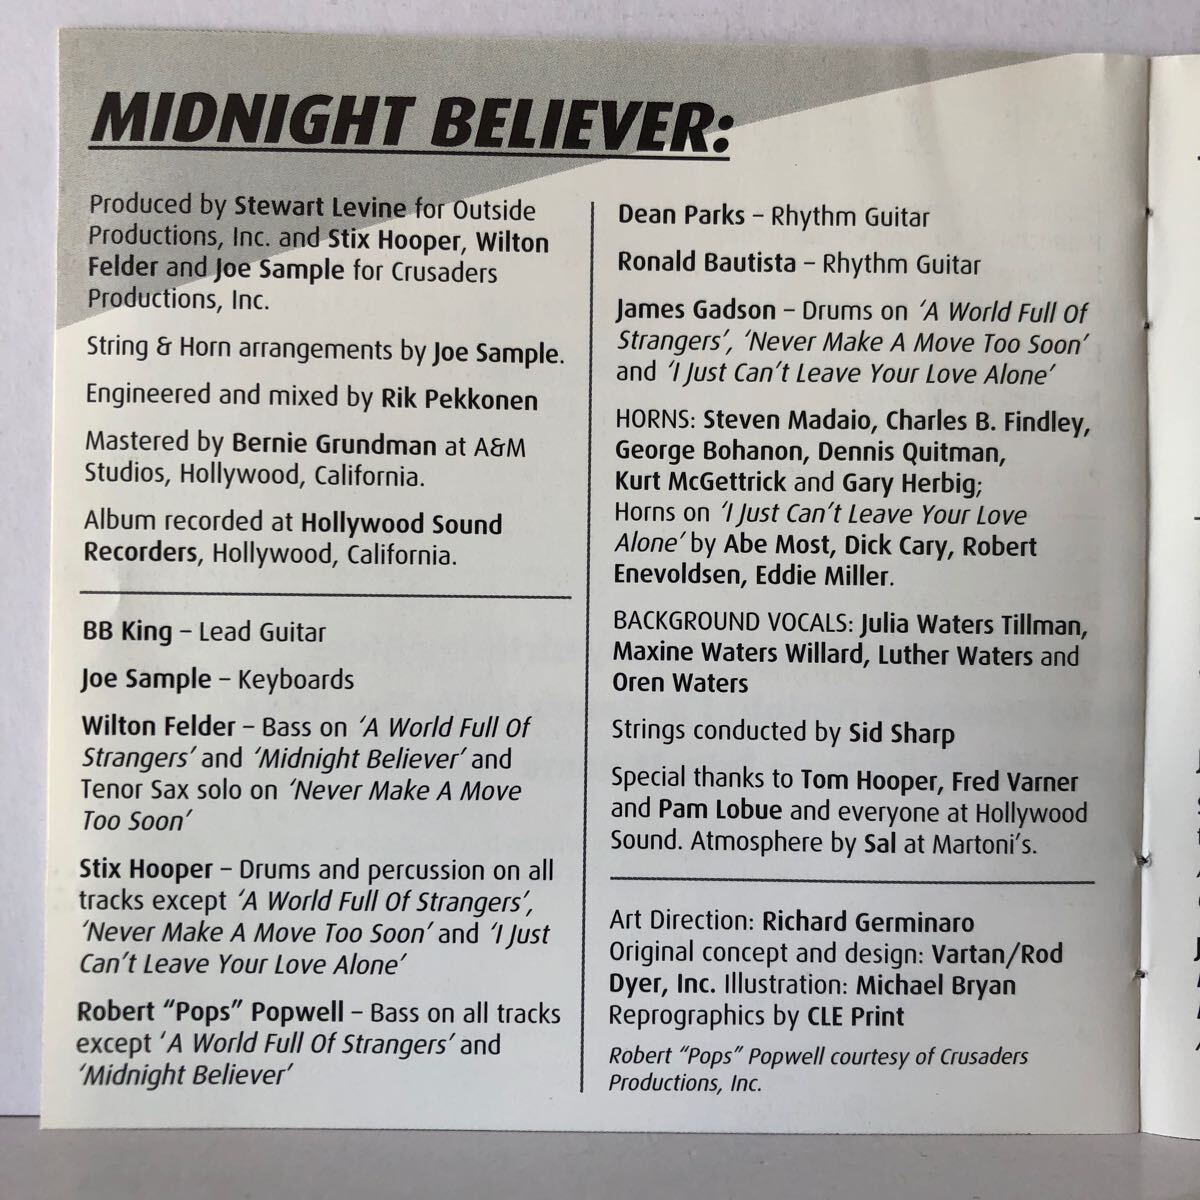 MIDNIGHT BELIEVER:
Produced by Stewart Levine for Outside
Productions, Inc. and Stix Hooper, Wilton
Felder and Joe Sample for Crusaders
Productions, Inc.
String & Horn arrangements by Joe Sample.
Engineered and mixed by Rik Pekkonen
Mastered by Bernie Grundman at A&M
Studios, Hollywood, California.
Album recorded at Hollywood Sound
Recorders, Hollywood, California.
BB King – Lead Guitar
Joe Sample – Keyboards
Wilton Felder – Bass on ‘A World Full Of
Strangers’ and ‘Midnight Believer’ and
Tenor Sax solo on ‘Never Make A Move
Too Soon’
Stix Hooper – Drums and percussion on all
tracks except ‘A World Full Of Strangers’,
‘Never Make A Move Too Soon’ and ‘I Just
Can’t Leave Your Love Alone’
Robert “Pops” Popwell – Bass on all tracks
except ‘A World Full Of Strangers’ and
‘Midnight Believer’
Dean Parks – Rhythm Guitar
Ronald Bautista – Rhythm Guitar
James Gadson – Drums on ‘A World Full Of
Strangers’, ‘Never Make A Move Too Soon’
and ‘I Just Can’t Leave Your Love Alone’
HORNS: Steven Madaio, Charles B. Findley,
George Bohanon, Dennis Quitman,
Kurt McGettrick and Gary Herbig;
Horns on ‘I Just Can’t Leave Your Love
Alone’ by Abe Most, Dick Cary, Robert
Enevoldsen, Eddie Miller.
BACKGROUND VOCALS: Julia Waters Tillman,
Maxine Waters Willard, Luther Waters and
Oren Waters
Strings conducted by Sid Sharp
Special thanks to Tom Hooper, Fred Varner
and Pam Lobue and everyone at Hollywood
Sound. Atmosphere by Sal at Martoni’s.
Art Direction: Richard Germinaro
Original concept and design: Vartan/Rod
Dyer, Inc. Illustration: Michael Bryan
Reprographics by CLE Print
Robert “Pops” Popwell courtesy of Crusaders
Productions, Inc.